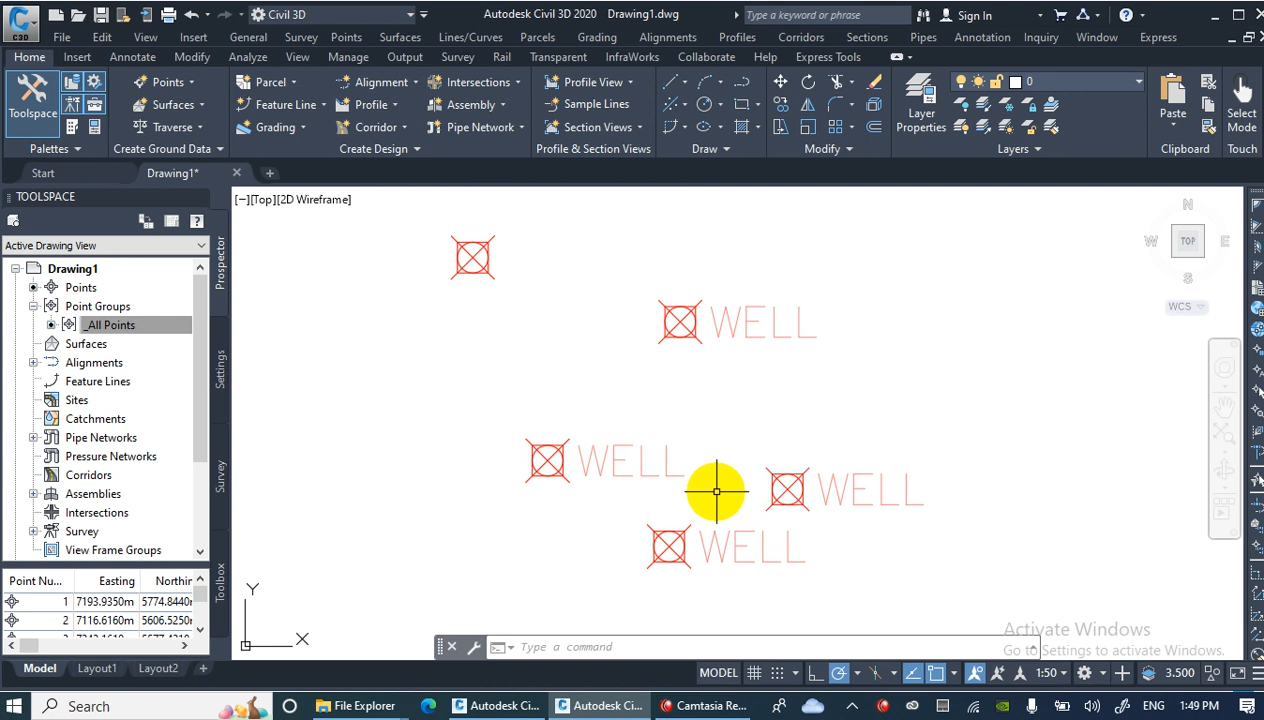 C3D
Civil 3D
Autodesk Civil 3D 2020 Drawing1.dwg
Type a keyword or phrase
Sign In
File Edit View Insert General Survey Points Surfaces Lines/Curves Parcels Grading Alignments Profiles Corridors Sections Pipes Annotation Inquiry Window Express
Home Insert Annotate Modify Analyze View Manage Output Survey Rail Transparent InfraWorks Collaborate Help Express Tools
Toolspace
Points
Surfaces
Traverse
Parcel
Feature Line
Grading
Alignment
Profile
Corridor
Intersections
Assembly
Pipe Network
Profile View
Sample Lines
Section Views
Layer
Properties
0
Paste
Select
Mode
Palettes Create Ground Data Create Design Profile & Section Views Draw Modify Layers Clipboard Touch
Start Drawing1*
TOOLSPACE
Active Drawing View
Drawing1
Points
Point Groups
_All Points
Surfaces
Alignments
Feature Lines
Sites
Catchments
Pipe Networks
Pressure Networks
Corridors
Assemblies
Intersections
Survey
View Frame Groups
Prospector
Settings
Survey
Toolbox
Point Nu... Easting Northin
1 7193.9350m 5774.8440m
2 7116.6160m 5606.5250m
[−][Top][2D Wireframe]
N
W TOP E
S
WCS
WELL
WELL
WELL
WELL
Y
X
Type a command
Activate Windows
Go to Settings to activate Windows.
Model Layout1 Layout2
MODEL 1:50 3.500
Search
File Explorer
Autodesk Ci...
Autodesk Ci...
Camtasia Re...
ENG 1:49 PM